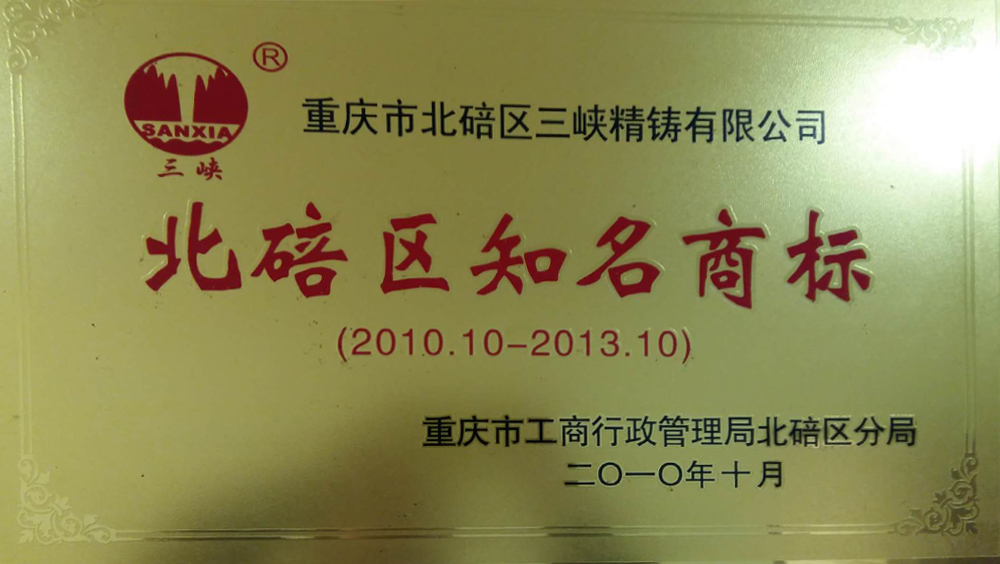 ®
SANXIA
三峡
重庆市北碚区三峡精铸有限公司
北碚区知名商标
(2010.10-2013.10)
重庆市工商行政管理局北碚区分局
二〇一〇年十月